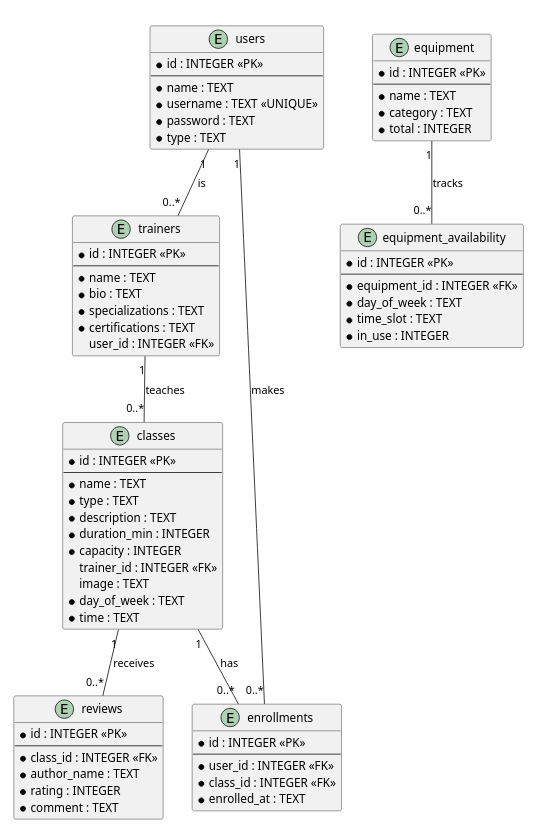 E users
id : INTEGER «PK»
name : TEXT
username : TEXT «UNIQUE»
password : TEXT
type : TEXT
E equipment
id : INTEGER «PK»
name : TEXT
category : TEXT
total : INTEGER
1
is
0..*
1
makes
0..*
1
tracks
0..*
E trainers
id : INTEGER «PK»
name : TEXT
bio : TEXT
specializations : TEXT
certifications : TEXT
user_id : INTEGER «FK»
E equipment_availability
id : INTEGER «PK»
equipment_id : INTEGER «FK»
day_of_week : TEXT
time_slot : TEXT
in_use : INTEGER
1
teaches
0..*
E classes
id : INTEGER «PK»
name : TEXT
type : TEXT
description : TEXT
duration_min : INTEGER
capacity : INTEGER
trainer_id : INTEGER «FK»
image : TEXT
day_of_week : TEXT
time : TEXT
1
receives
0..*
1
has
0..*
E reviews
id : INTEGER «PK»
class_id : INTEGER «FK»
author_name : TEXT
rating : INTEGER
comment : TEXT
E enrollments
id : INTEGER «PK»
user_id : INTEGER «FK»
class_id : INTEGER «FK»
enrolled_at : TEXT